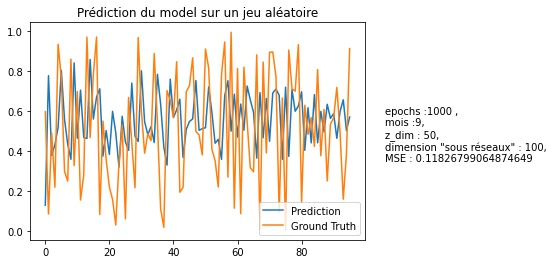 Prédiction du model sur un jeu aléatoire
1.0
0.8
0.6
0.4
0.2
0.0
0
20
40
60
80
Prediction
Ground Truth
epochs :1000 ,
mois :9,
z_dim : 50,
dimension "sous réseaux" : 100,
MSE : 0.11826799064874649